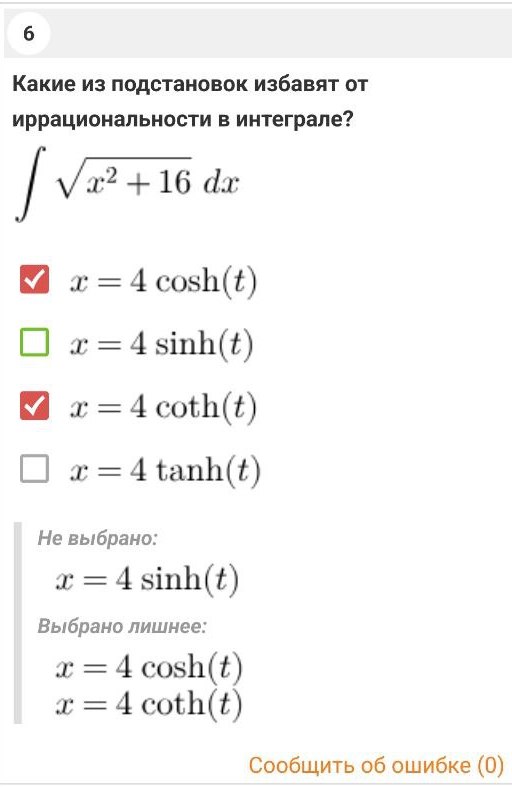 6
Какие из подстановок избавят от
иррациональности в интеграле?
∫ √(x² + 16) dx
x = 4 cosh(t)
x = 4 sinh(t)
x = 4 coth(t)
x = 4 tanh(t)
Не выбрано:
x = 4 sinh(t)
Выбрано лишнее:
x = 4 cosh(t)
x = 4 coth(t)
Сообщить об ошибке (0)